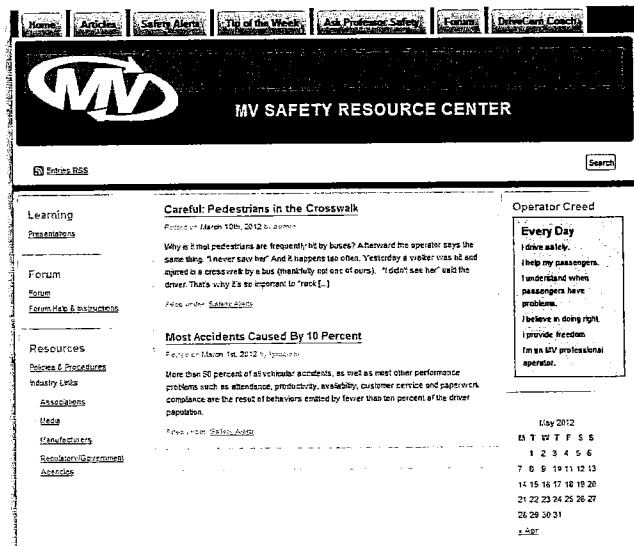 Home
Articles
Safety Alerts
Tip of the Week
Ask Professor Safety
Forum
DriveCam Coach
MV
MV SAFETY RESOURCE CENTER
Entries RSS
Search
Learning
Presentations
Forum
Forum
Forum Help & Instructions
Resources
Policies & Procedures
Industry Links
Associations
Media
Manufacturers
Regulatory/Government
Agencies
Careful: Pedestrians in the Crosswalk
Posted on March 10th, 2012 by
Why is it that pedestrians are frequently hit by buses? Afterward the operator says the
same thing. "I never saw her" And it happens too often. Yesterday a walker was hit and
injured in a crosswalk by a bus (thankfully not one of ours). "I didn't see her" said the
driver. That's why it's so important to "rock [...]
Filed under: Safety Alerts
Most Accidents Caused By 10 Percent
Posted on March 1st, 2012 by
More than 50 percent of all vehicular accidents, as well as most other performance
problems such as attendance, productivity, availability, customer service and paperwork
compliance are the result of behaviors emitted by fewer than ten percent of the driver
population.
Filed under: Safety Alerts
Operator Creed
Every Day
I drive safely.
I help my passengers.
I understand when
passengers have
problems.
I believe in doing right.
I provide freedom.
I'm an MV professional
operator.
May 2012
M T W T F S S
1 2 3 4 5 6
7 8 9 10 11 12 13
14 15 16 17 18 19 20
21 22 23 24 25 26 27
28 29 30 31
« Apr